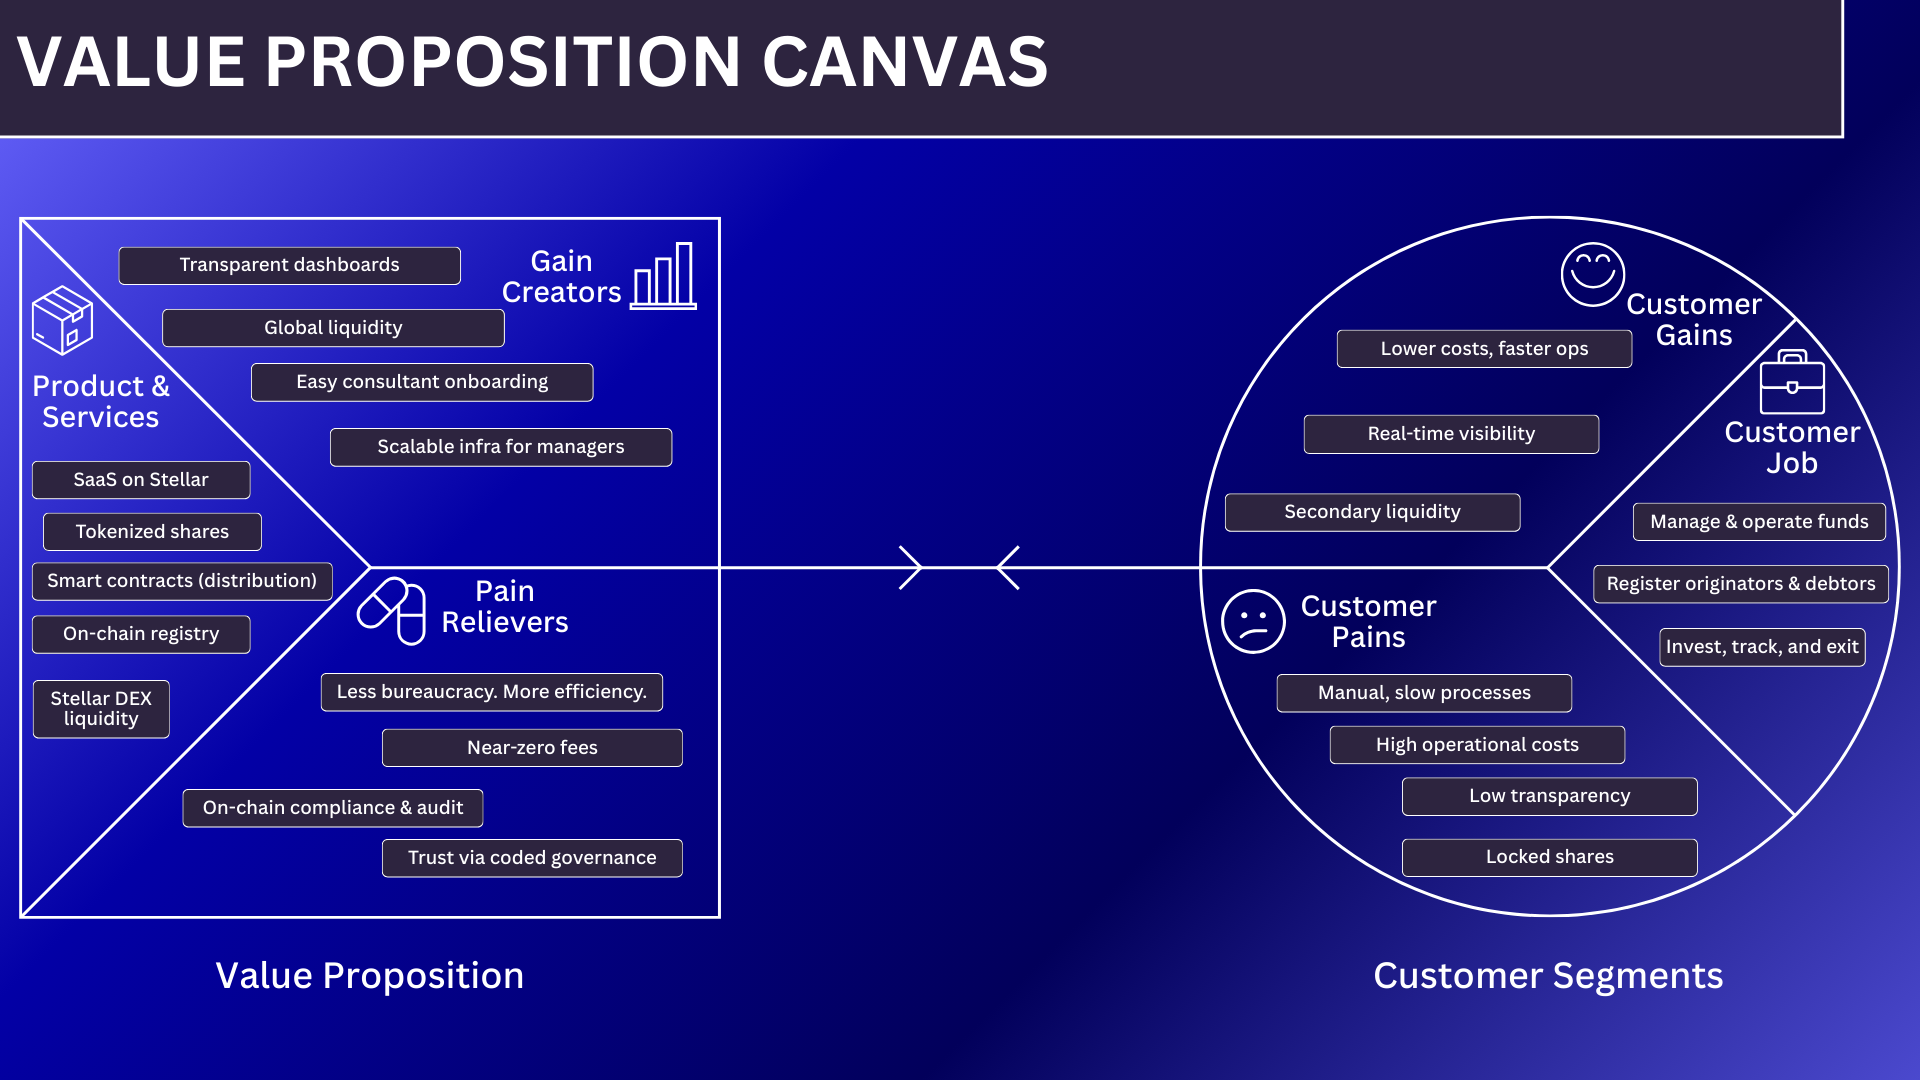 VALUE PROPOSITION CANVAS
Gain
Creators
Transparent dashboards
Global liquidity
Easy consultant onboarding
Scalable infra for managers
Product &
Services
SaaS on Stellar
Tokenized shares
Smart contracts (distribution)
On-chain registry
Stellar DEX
liquidity
Pain
Relievers
Less bureaucracy. More efficiency.
Near-zero fees
On-chain compliance & audit
Trust via coded governance
Value Proposition
Customer
Gains
Lower costs, faster ops
Real-time visibility
Secondary liquidity
Customer
Job
Manage & operate funds
Register originators & debtors
Invest, track, and exit
Customer
Pains
Manual, slow processes
High operational costs
Low transparency
Locked shares
Customer Segments